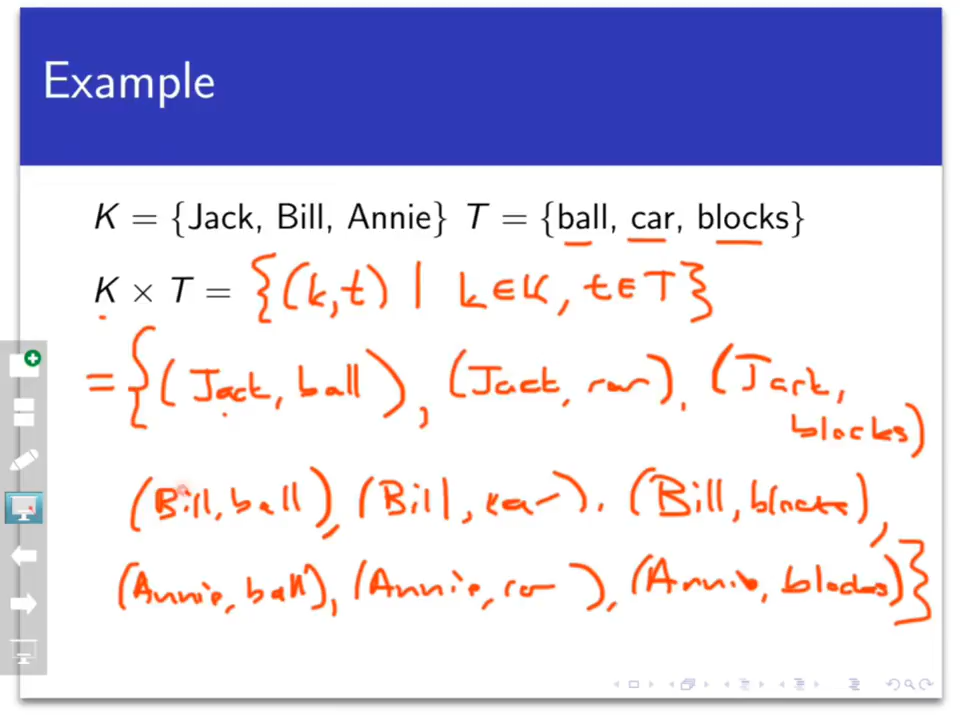 Example
K = {Jack, Bill, Annie} T = {ball, car, blocks}
K × T = {(k,t) | k∈K, t∈T}
= {(Jack, ball), (Jack, car), (Jack,
blocks)
(Bill, ball), (Bill, car), (Bill, blocks),
(Annie, ball), (Annie, car), (Annie, blocks)}